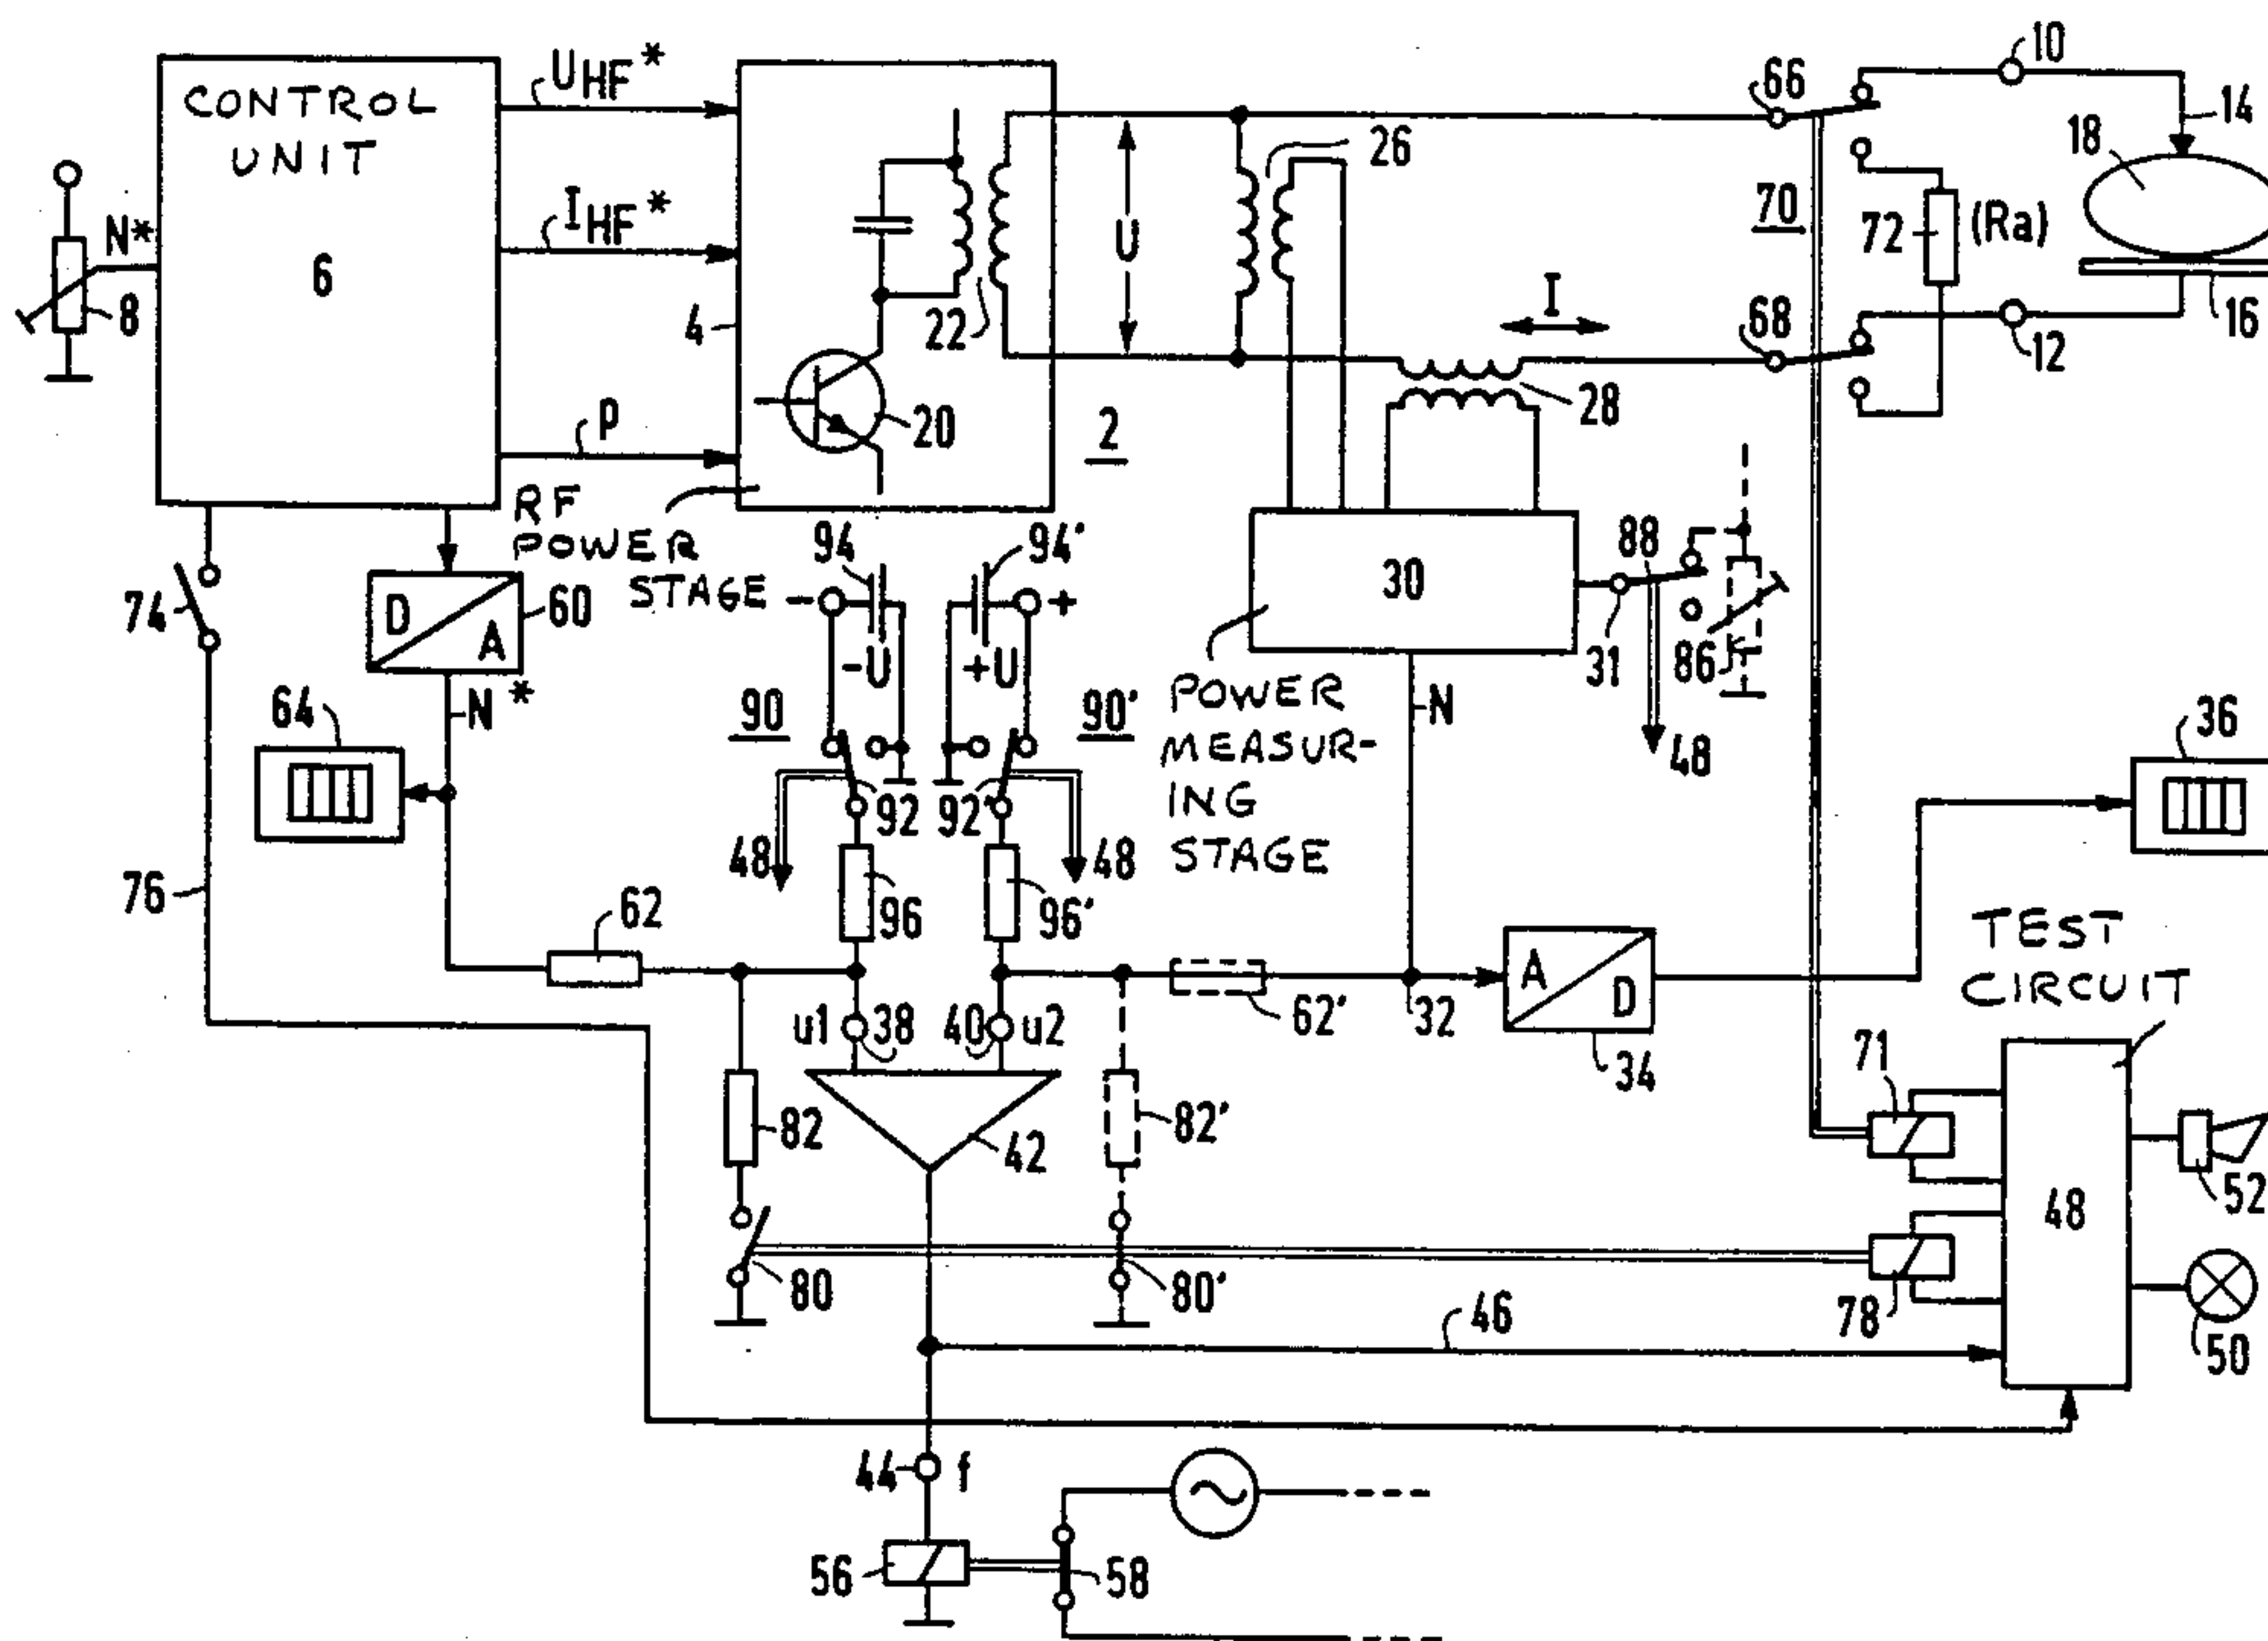 CONTROL
UNIT
6
N*
8
UHF*
IHF*
p
4
20
22
2
RF
POWER
STAGE
U
26
I
28
66
68
70
72
(Ra)
10
12
14
16
18
30
31
88
86
48
POWER
MEASUR-
ING
STAGE
N
74
76
D
A
60
N*
64
62
94
94'
-
+
-U
+U
90
90'
92
92'
48
48
96
96'
u1
38
40
u2
62'
32
A
D
34
36
TEST
CIRCUIT
71
48
78
52
50
82
42
82'
80
80'
46
44
f
56
58